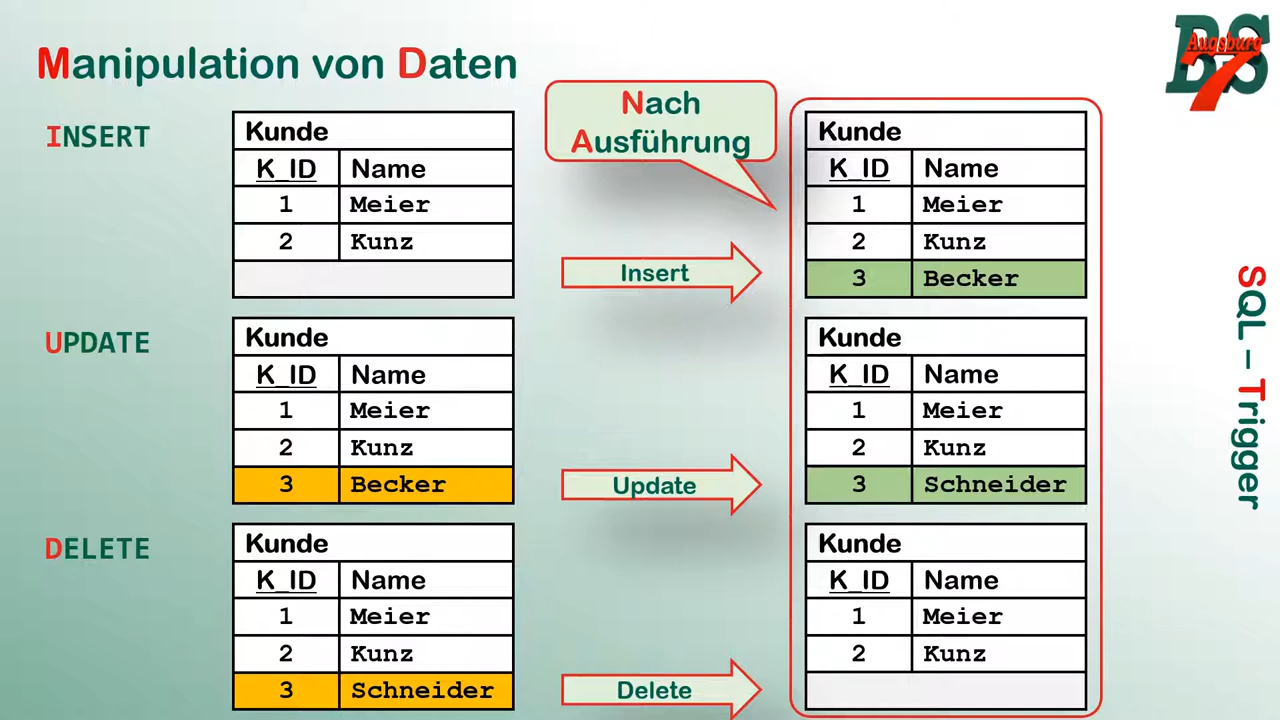 Manipulation von Daten
BS
Augsburg
7
Nach
Ausführung
INSERT
Kunde
K_ID Name
1 Meier
2 Kunz
Insert
Kunde
K_ID Name
1 Meier
2 Kunz
3 Becker
UPDATE
Kunde
K_ID Name
1 Meier
2 Kunz
3 Becker
Update
Kunde
K_ID Name
1 Meier
2 Kunz
3 Schneider
DELETE
Kunde
K_ID Name
1 Meier
2 Kunz
3 Schneider
Delete
Kunde
K_ID Name
1 Meier
2 Kunz
SQL – Trigger